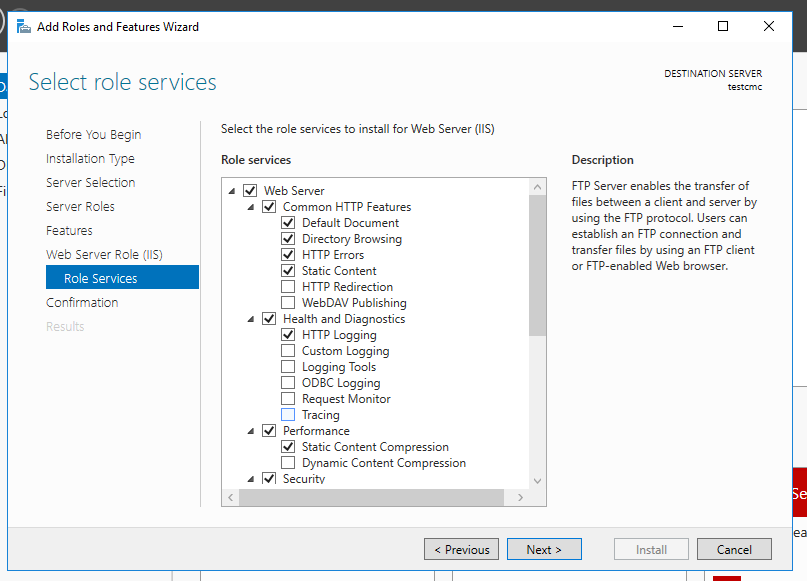 Add Roles and Features Wizard
Select role services
DESTINATION SERVER
testcmc
Before You Begin
Installation Type
Server Selection
Server Roles
Features
Web Server Role (IIS)
Role Services
Confirmation
Results
Select the role services to install for Web Server (IIS)
Role services
Web Server
Common HTTP Features
Default Document
Directory Browsing
HTTP Errors
Static Content
HTTP Redirection
WebDAV Publishing
Health and Diagnostics
HTTP Logging
Custom Logging
Logging Tools
ODBC Logging
Request Monitor
Tracing
Performance
Static Content Compression
Dynamic Content Compression
Security
Description
FTP Server enables the transfer of
files between a client and server by
using the FTP protocol. Users can
establish an FTP connection and
transfer files by using an FTP client
or FTP-enabled Web browser.
< Previous
Next >
Install
Cancel